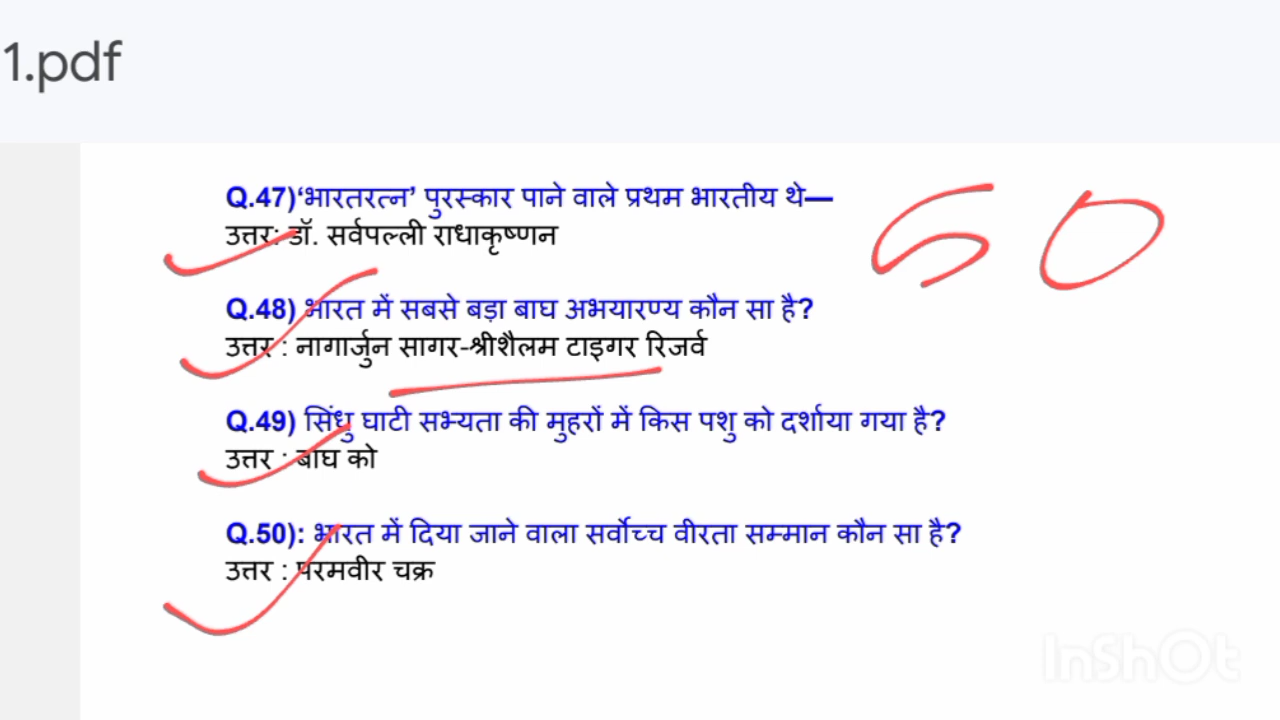 1.pdf
Q.47)‘भारतरत्न’ पुरस्कार पाने वाले प्रथम भारतीय थे—
उत्तर: डॉ. सर्वपल्ली राधाकृष्णन
50
Q.48) भारत में सबसे बड़ा बाघ अभयारण्य कौन सा है?
उत्तर : नागार्जुन सागर-श्रीशैलम टाइगर रिजर्व
Q.49) सिंधु घाटी सभ्यता की मुहरों में किस पशु को दर्शाया गया है?
उत्तर : बाघ को
Q.50): भारत में दिया जाने वाला सर्वोच्च वीरता सम्मान कौन सा है?
उत्तर : परमवीर चक्र
InShOt